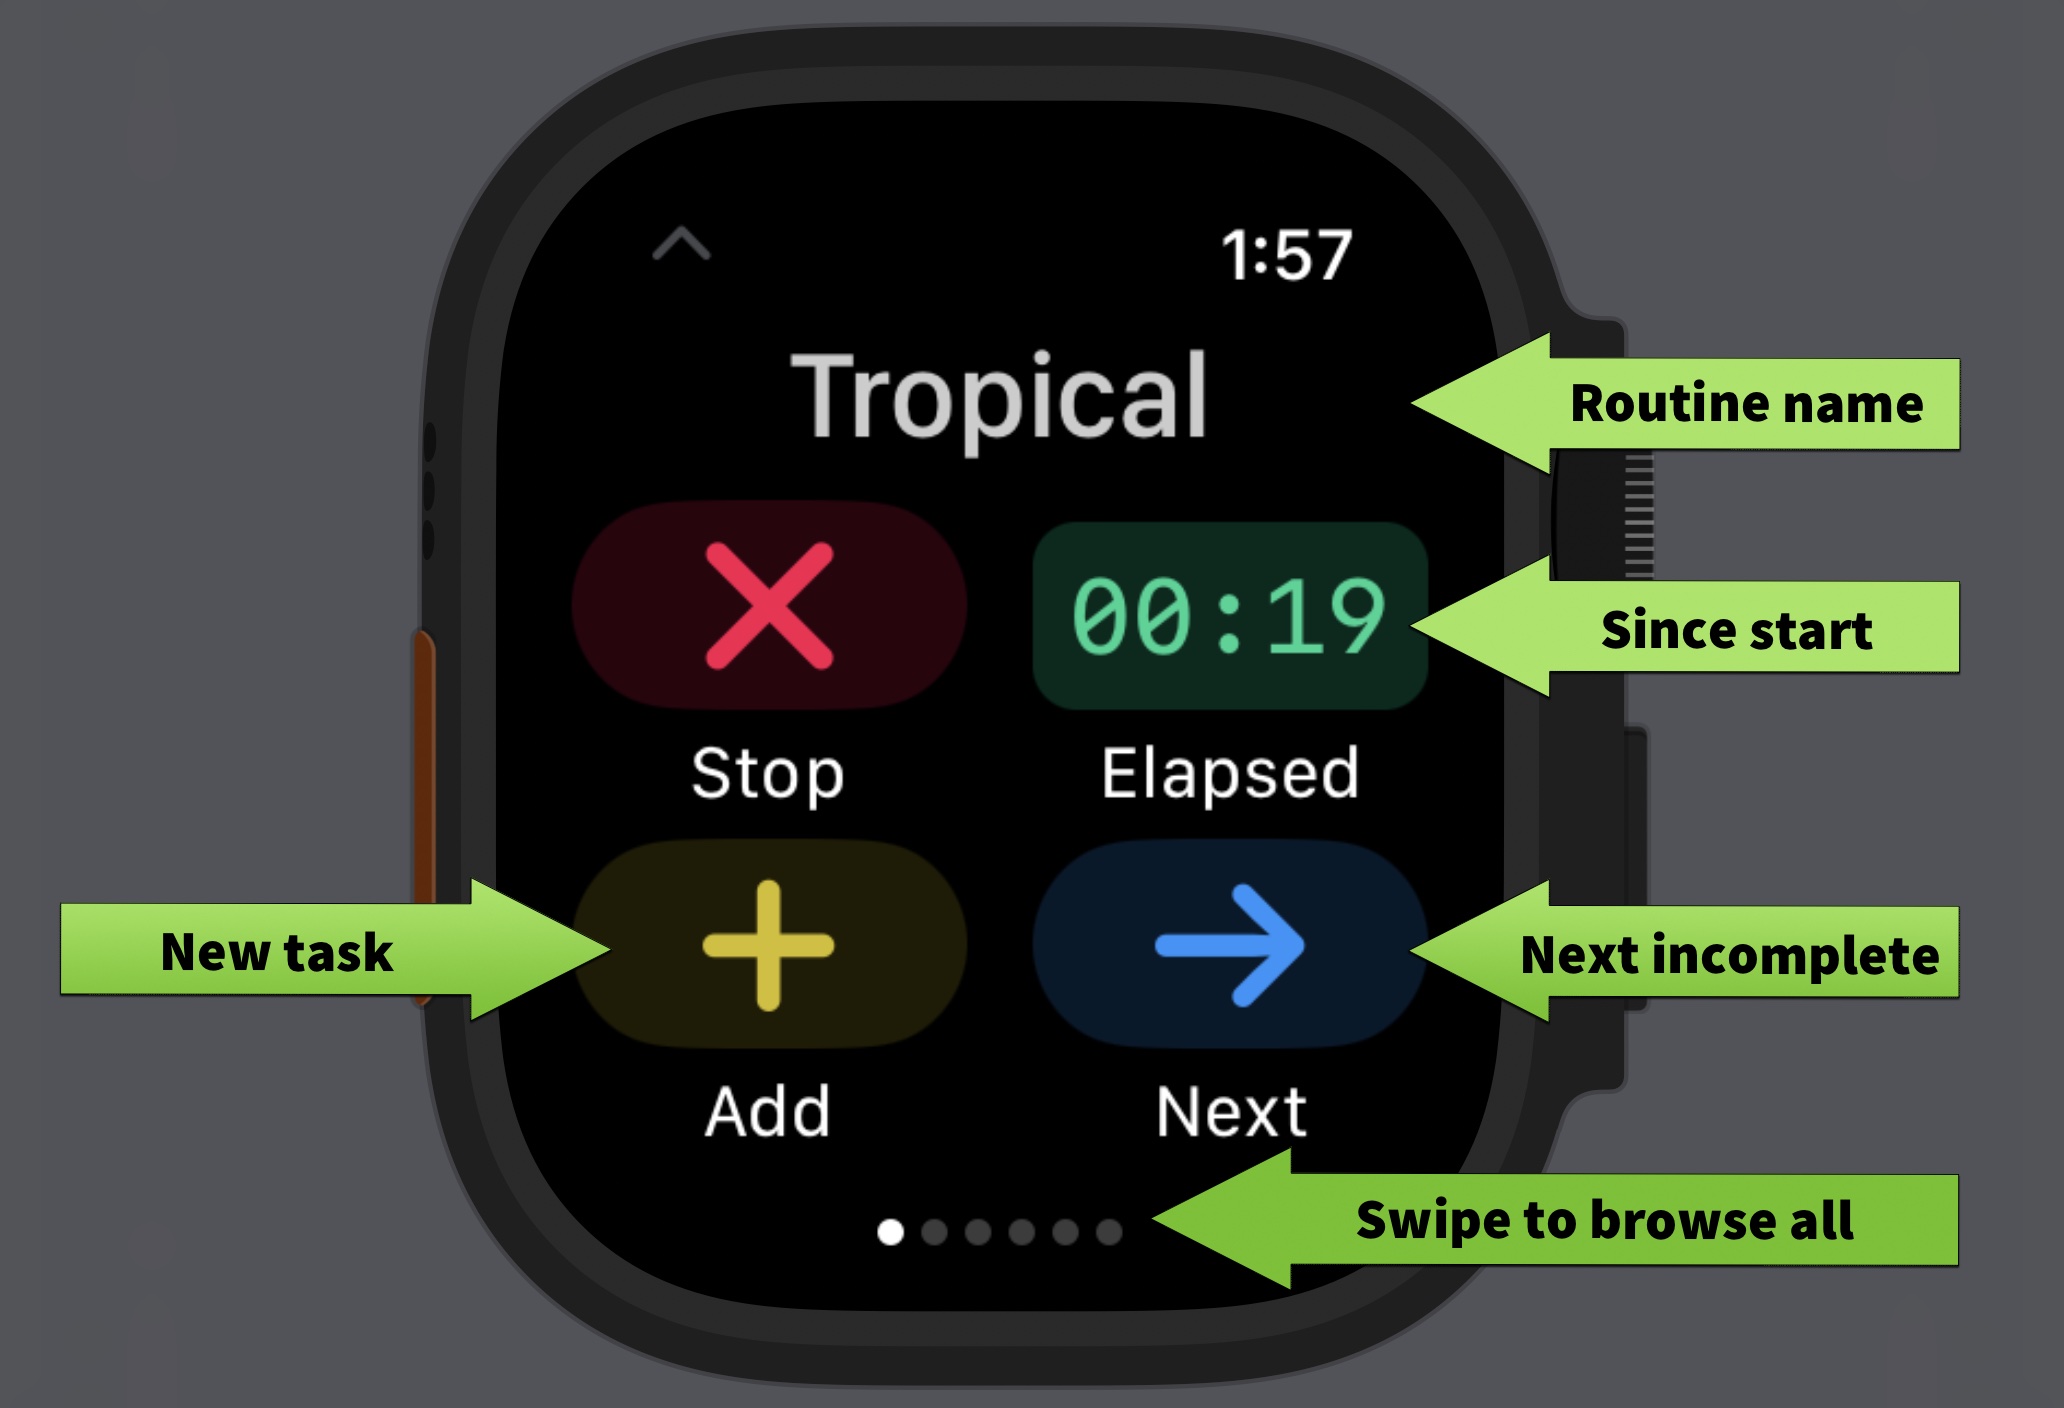 1:57
Tropical
Routine name
00:19
Since start
Stop
Elapsed
New task
Next incomplete
Add
Next
Swipe to browse all